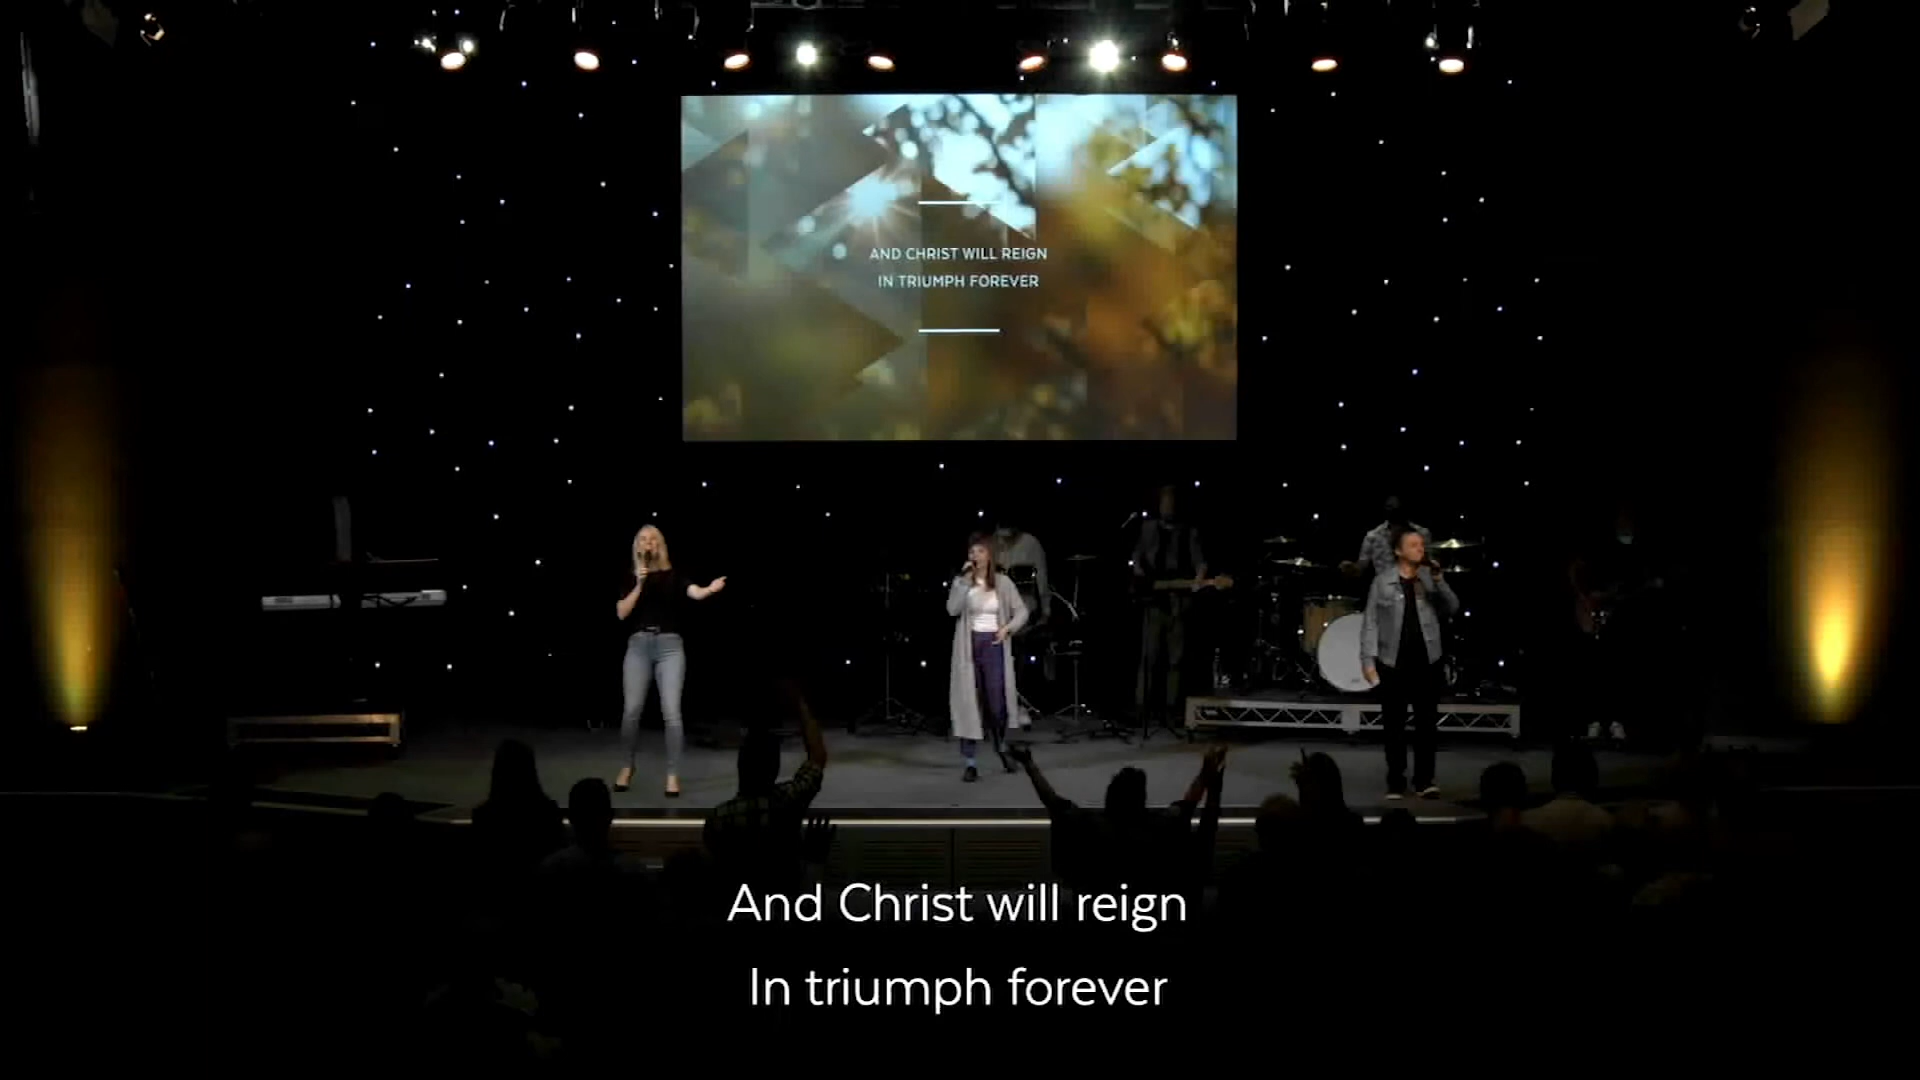 AND CHRIST WILL REIGN
IN TRIUMPH FOREVER
And Christ will reign
In triumph forever